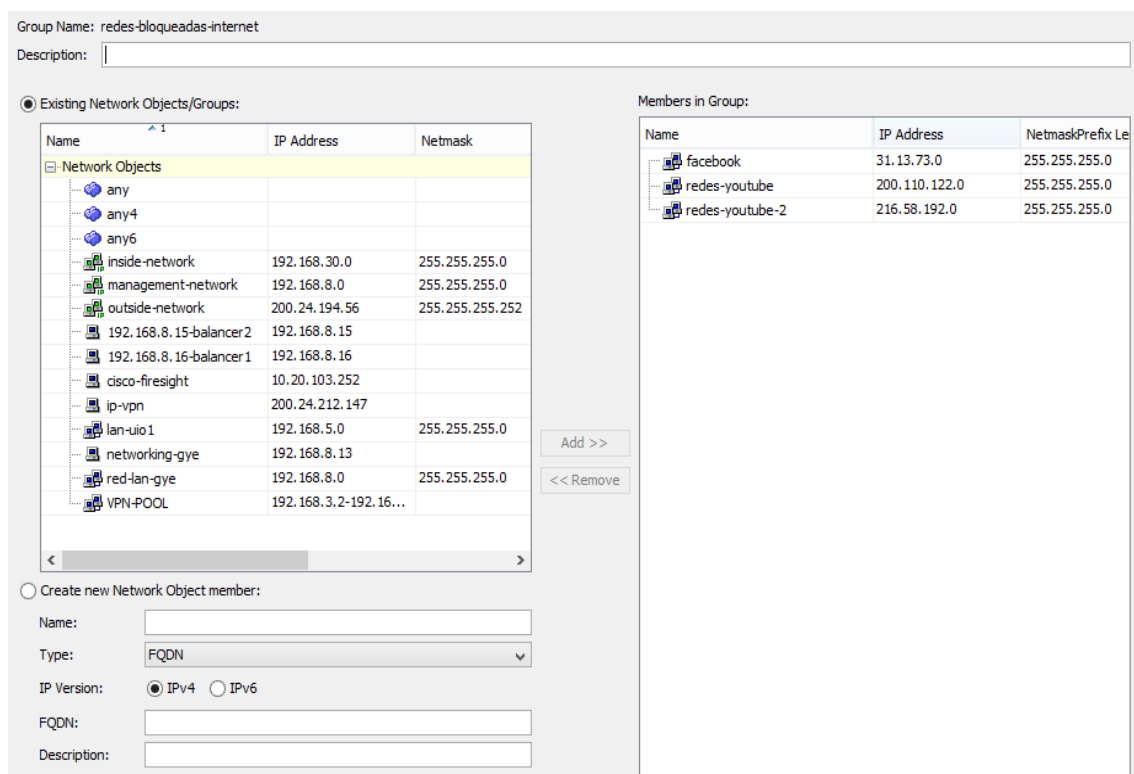 Group Name: redes-bloqueadas-internet
Description:
Existing Network Objects/Groups:
Name 1 IP Address Netmask
Network Objects
any
any4
any6
inside-network 192.168.30.0 255.255.255.0
management-network 192.168.8.0 255.255.255.0
outside-network 200.24.194.56 255.255.255.252
192.168.8.15-balancer2 192.168.8.15
192.168.8.16-balancer1 192.168.8.16
cisco-firesight 10.20.103.252
ip-vpn 200.24.212.147
lan-uio1 192.168.5.0 255.255.255.0
networking-gye 192.168.8.13
red-lan-gye 192.168.8.0 255.255.255.0
VPN-POOL 192.168.3.2-192.16...
Add >>
<< Remove
Members in Group:
Name IP Address NetmaskPrefix Le
facebook 31.13.73.0 255.255.255.0
redes-youtube 200.110.122.0 255.255.255.0
redes-youtube-2 216.58.192.0 255.255.255.0
Create new Network Object member:
Name:
Type: FQDN
IP Version: IPv4 IPv6
FQDN:
Description: